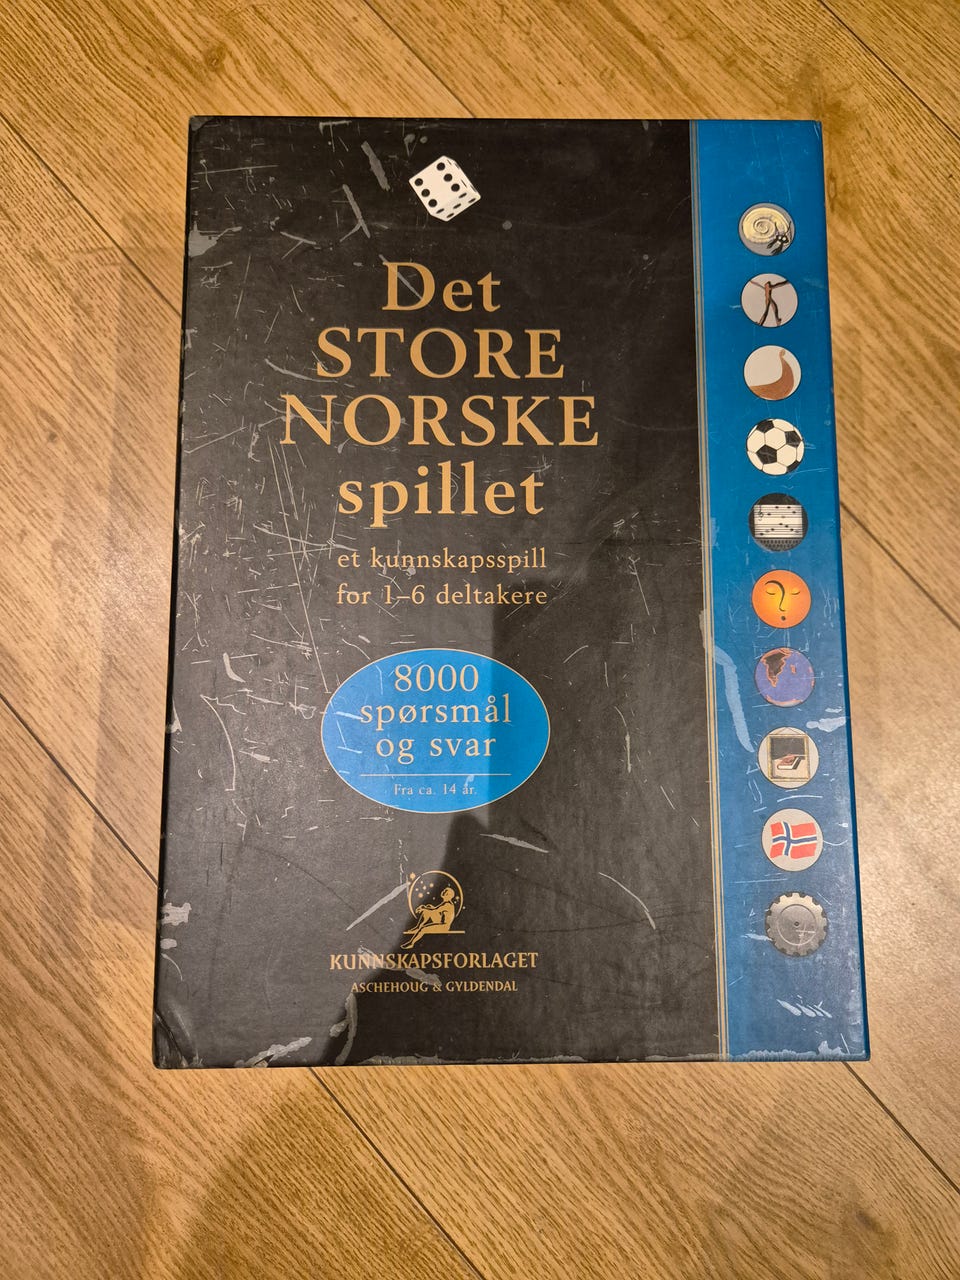 Det
STORE
NORSKE
spillet
et kunnskapsspill
for 1–6 deltakere
8000
spørsmål
og svar
Fra ca. 14 år.
KUNNSKAPSFORLAGET
ASCHEHOUG & GYLDENDAL